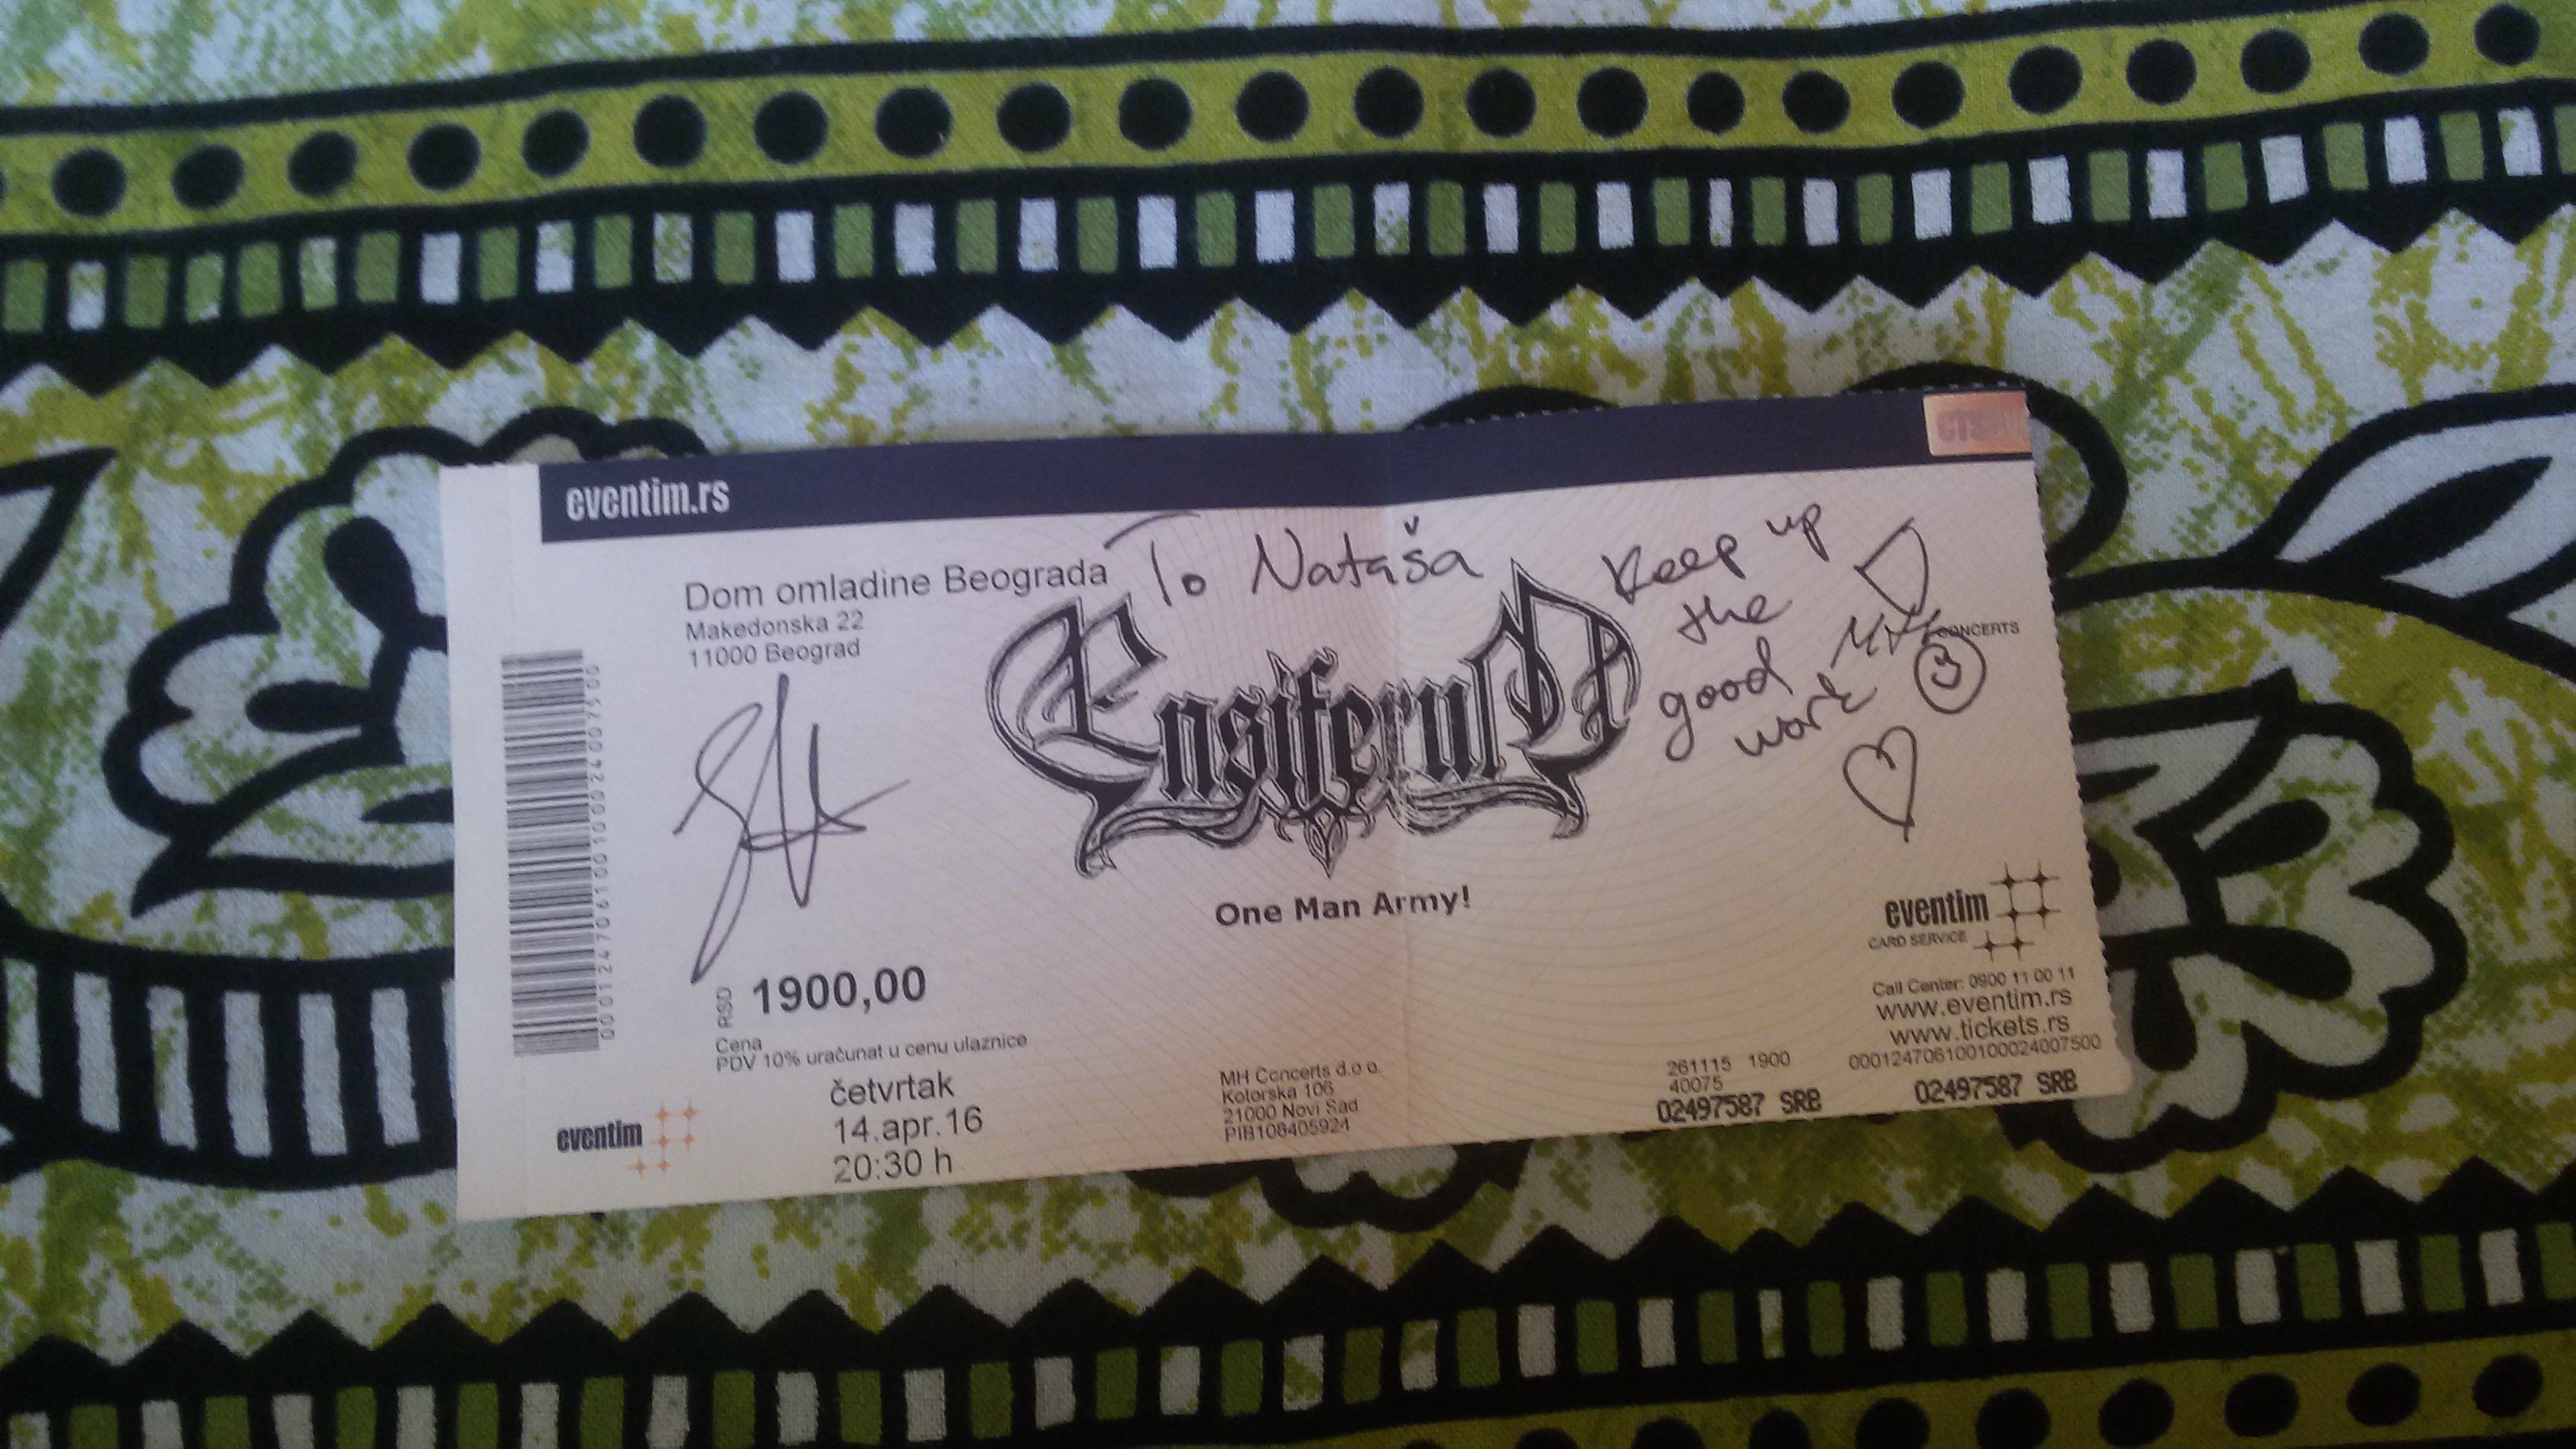 eventim.rs
Dom omladine Beograda
Makedonska 22
11000 Beograd
To Nataša
Keep up
the
good
work
CONCERTS
Ensiferum
One Man Army!
000124706100100024007500
RSD 1900,00
Cena
PDV 10% uračunat u cenu ulaznice
četvrtak
14.apr.16
20:30 h
eventim
MH Concerts d.o.o.
Kotorska 106
21000 Novi Sad
PIB106405924
eventim
CARD SERVICE
Call Center: 0900 11 00 11
www.eventim.rs
www.tickets.rs
261115 1900
40075
000124706100100024007500
02497587 SRB
02497587 SRB